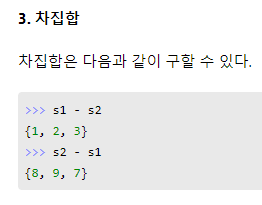 3. 차집합
차집합은 다음과 같이 구할 수 있다.
>>> s1 - s2
{1, 2, 3}
>>> s2 - s1
{8, 9, 7}